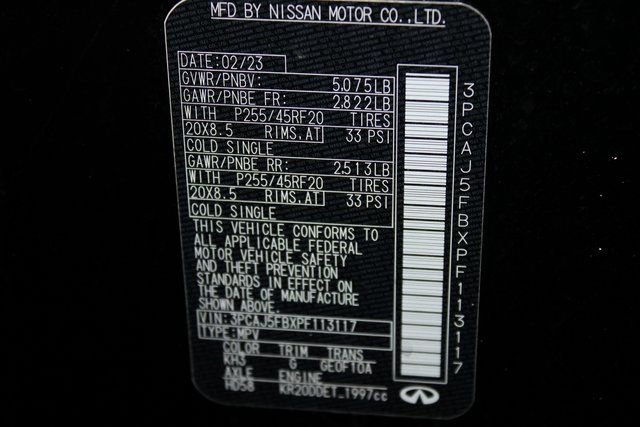 MFD BY NISSAN MOTOR CO.,LTD.
DATE:02/23
GVWR/PNBV: 5.075LB
GAWR/PNBE FR: 2.822LB
WITH P255/45RF20 TIRES
20X8.5 RIMS,AT 33 PSI
COLD SINGLE
GAWR/PNBE RR: 2.513LB
WITH P255/45RF20 TIRES
20X8.5 RIMS,AT 33 PSI
COLD SINGLE
THIS VEHICLE CONFORMS TO
ALL APPLICABLE FEDERAL
MOTOR VEHICLE SAFETY
AND THEFT PREVENTION
STANDARDS IN EFFECT ON
THE DATE OF MANUFACTURE
SHOWN ABOVE.
VIN: 3PCAJ5FBXPF113117
TYPE:MPV
COLOR TRIM TRANS
KH3 G GE0F10A
AXLE ENGINE
HD58 KR20DDET 1997cc
3PCAJ5FBXPF113117